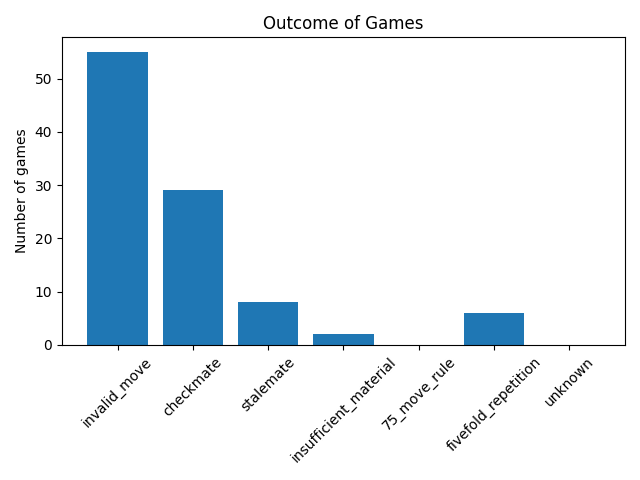 Outcome of Games
Number of games
50
40
30
20
10
0
invalid_move
checkmate
stalemate
insufficient_material
75_move_rule
fivefold_repetition
unknown